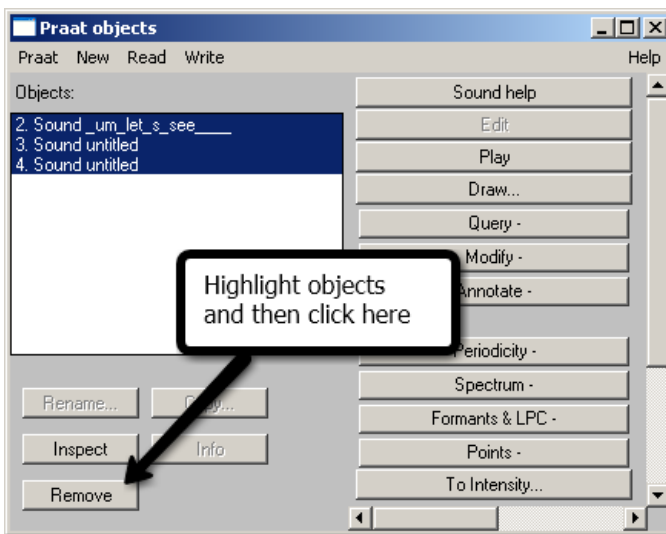 Praat objects
Praat New Read Write Help
Objects:
2. Sound _um_let_s_see____
3. Sound untitled
4. Sound untitled
Sound help
Edit
Play
Draw...
Query -
Modify -
Annotate -
Periodicity -
Spectrum -
Formants & LPC -
Points -
To Intensity...
Highlight objects
and then click here
Rename... Copy...
Inspect Info
Remove